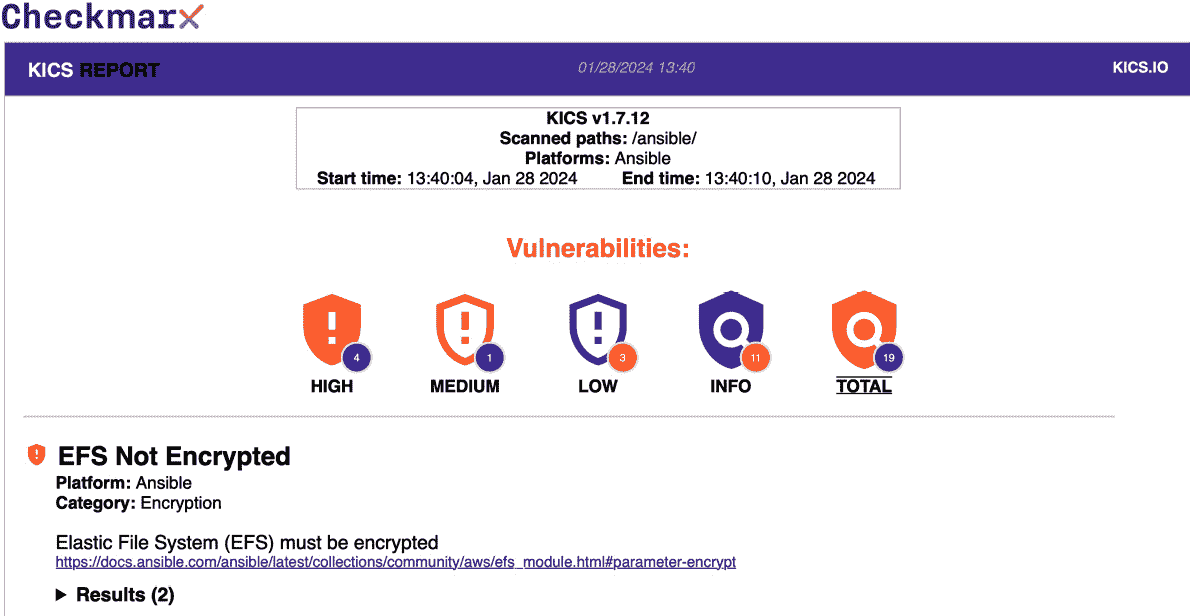 Checkmarx
KICS REPORT 01/28/2024 13:40 KICS.IO
KICS v1.7.12
Scanned paths: /ansible/
Platforms: Ansible
Start time: 13:40:04, Jan 28 2024 End time: 13:40:10, Jan 28 2024
Vulnerabilities:
4 1 3 11 19
HIGH MEDIUM LOW INFO TOTAL
EFS Not Encrypted
Platform: Ansible
Category: Encryption
Elastic File System (EFS) must be encrypted
https://docs.ansible.com/ansible/latest/collections/community/aws/efs_module.html#parameter-encrypt
Results (2)